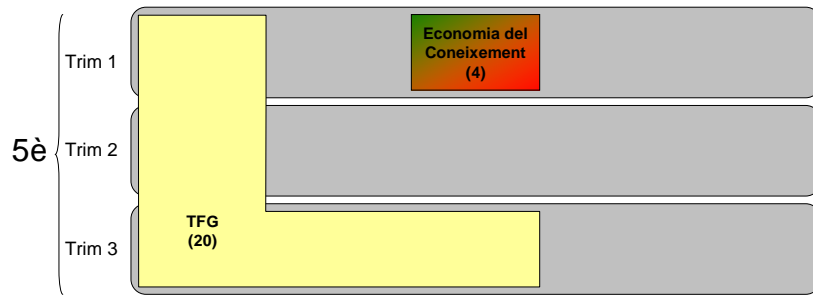 Economia del
Coneixement
(4)
Trim 1
5è
Trim 2
TFG
(20)
Trim 3